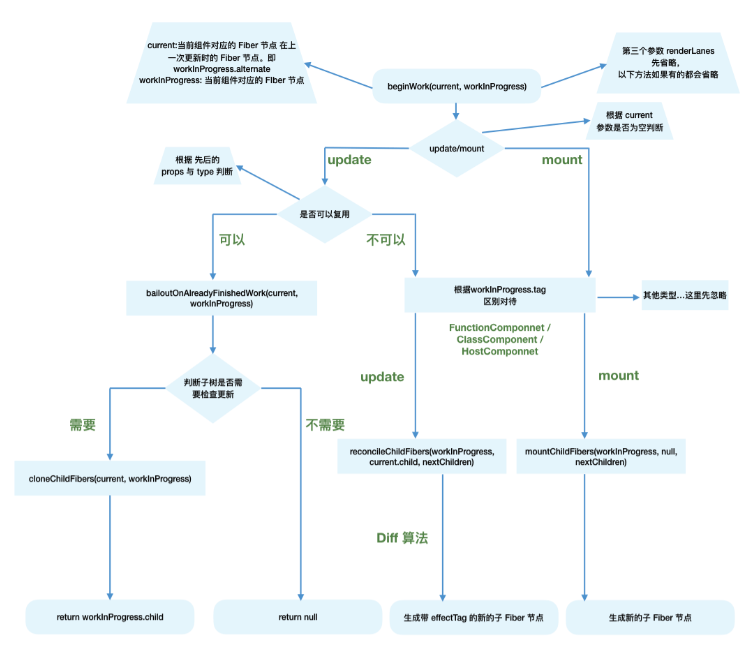 current:当前组件对应的 Fiber 节点 在上
一次更新时的 Fiber 节点。即
workInProgress.alternate
workInProgress: 当前组件对应的 Fiber 节点
第三个参数 renderLanes
先省略,
以下方法如果有的都会省略
beginWork(current, workInProgress)
根据 current
参数是否为空判断
update/mount
update
mount
根据 先后的
props 与 type 判断
是否可以复用
可以
不可以
bailoutOnAlreadyFinishedWork(current,
workInProgress)
根据workInProgress.tag
区别对待
其他类型...这里先忽略
FunctionComponnet /
ClassComponent /
HostComponnet
判断子树是否需
要检查更新
update
mount
需要
不需要
reconcileChildFibers(workInProgress,
current.child, nextChildren)
mountChildFibers(workInProgress, null,
nextChildren)
cloneChildFibers(current, workInProgress)
Diff 算法
return workInProgress.child
return null
生成带 effectTag 的新的子 Fiber 节点
生成新的子 Fiber 节点